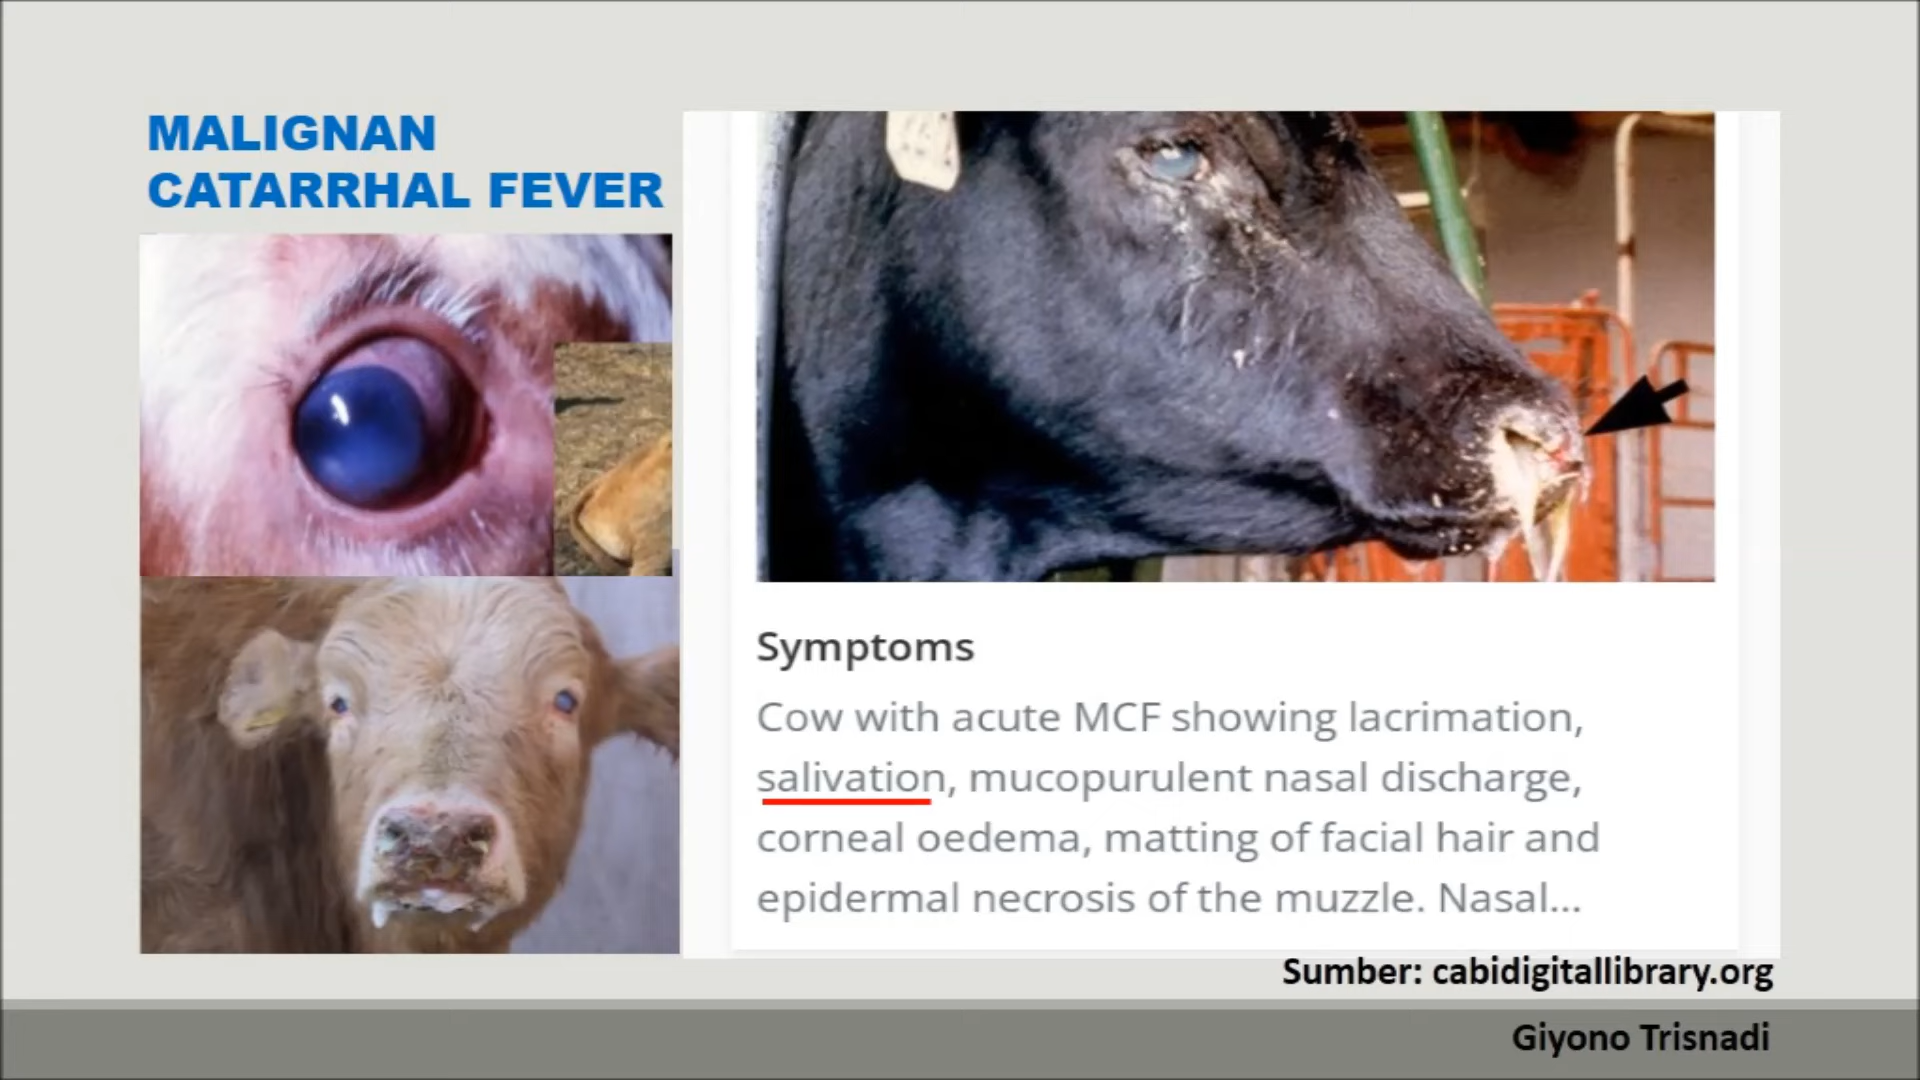 MALIGNAN
CATARRHAL FEVER
Symptoms
Cow with acute MCF showing lacrimation,
salivation, mucopurulent nasal discharge,
corneal oedema, matting of facial hair and
epidermal necrosis of the muzzle. Nasal...
Sumber: cabidigitallibrary.org
Giyono Trisnadi